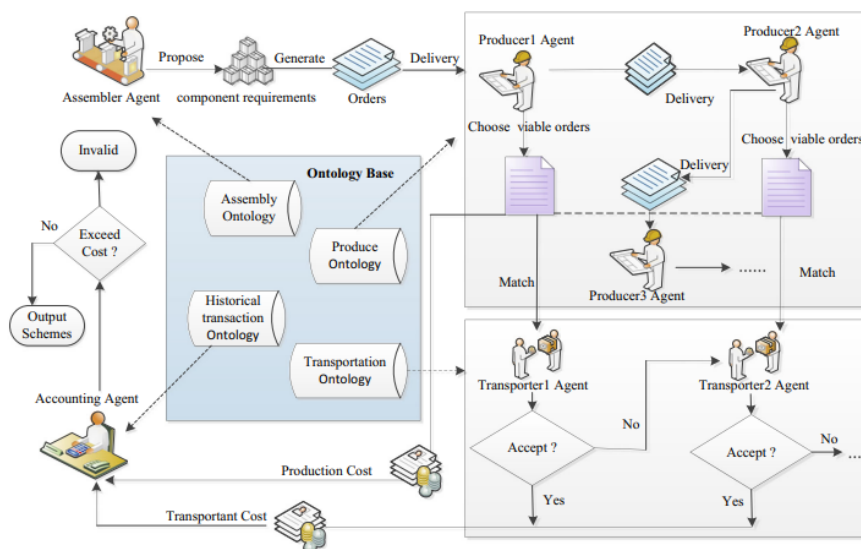 Propose
Generate
Delivery
Assembler Agent
component requirements
Orders
Producer1 Agent
Producer2 Agent
Delivery
Choose viable orders
Choose viable orders
Delivery
Producer3 Agent
......
Match
Match
Invalid
No
Exceed
Cost ?
Output
Schemes
Ontology Base
Assembly
Ontology
Produce
Ontology
Historical
transaction
Ontology
Transportation
Ontology
Accounting Agent
Transporter1 Agent
Transporter2 Agent
No
Accept ?
Accept ?
No
...
Yes
Yes
Production Cost
Transportant Cost